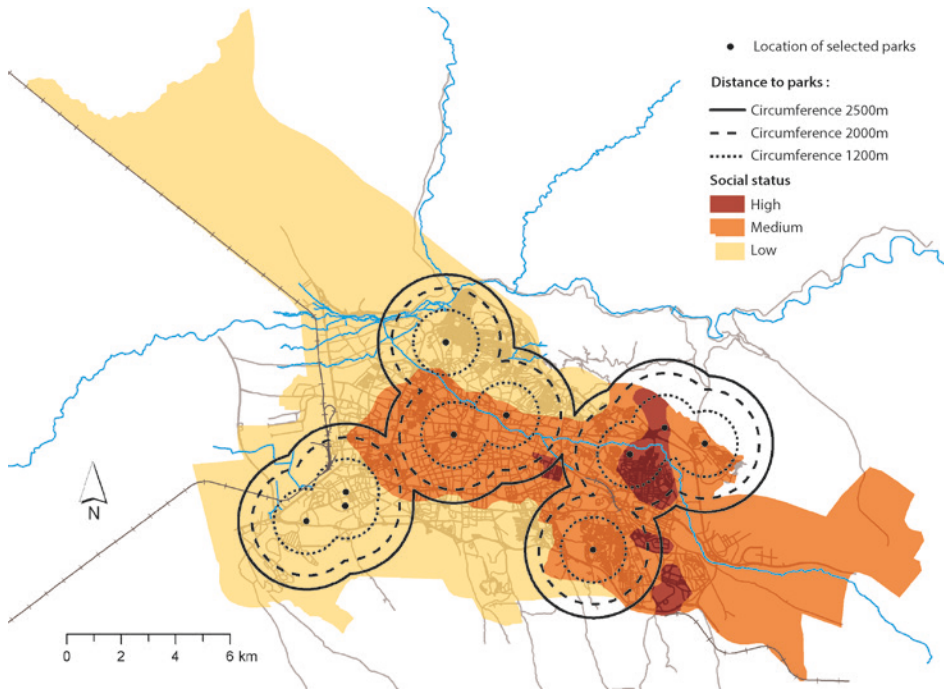 Location of selected parks
Distance to parks :
Circumference 2500m
Circumference 2000m
Circumference 1200m
Social status
High
Medium
Low
N
0 2 4 6 km